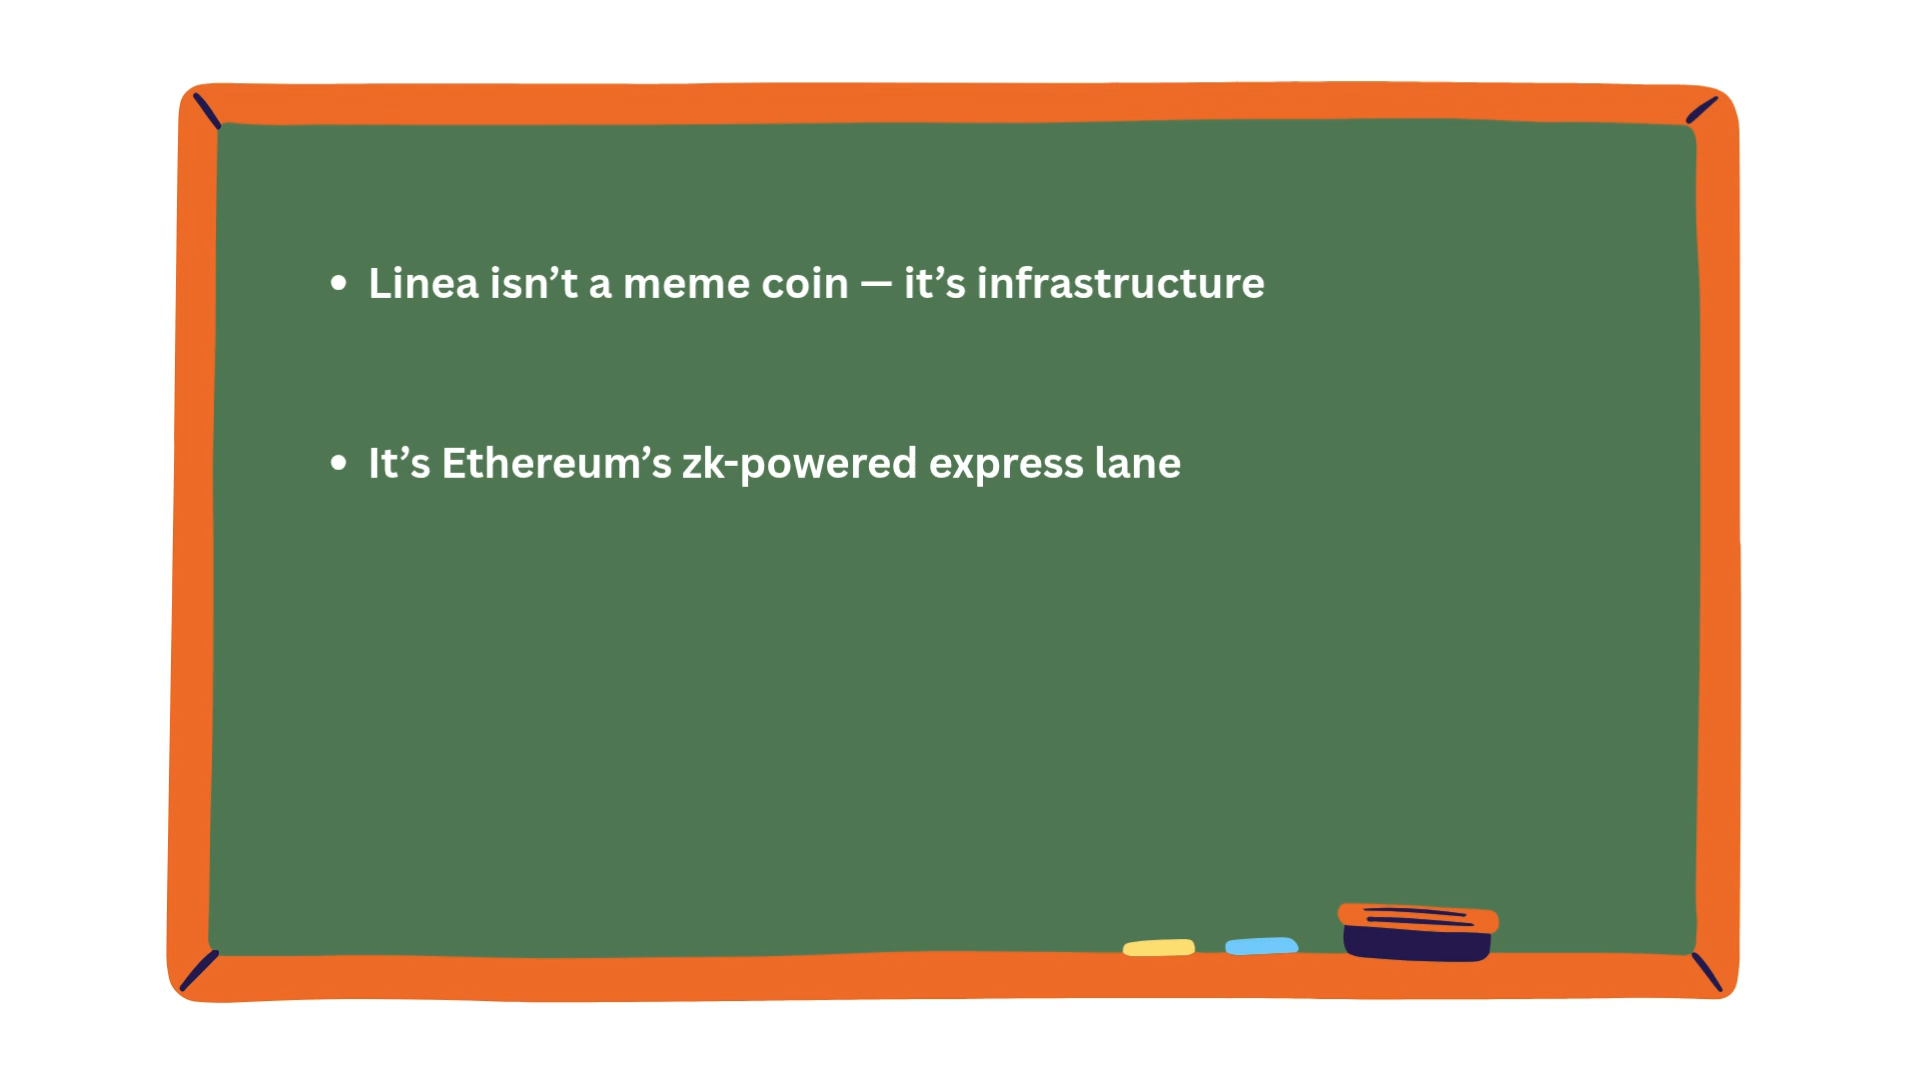 • Linea isn’t a meme coin — it’s infrastructure
• It’s Ethereum’s zk-powered express lane